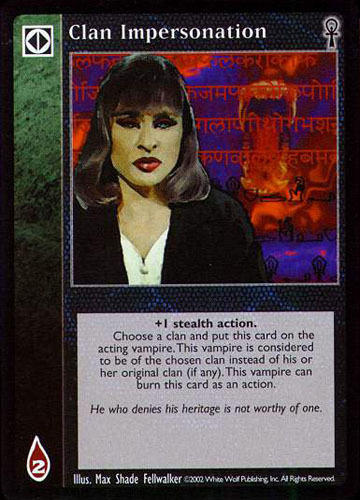 Clan Impersonation
+1 stealth action.
Choose a clan and put this card on the
acting vampire. This vampire is considered
to be of the chosen clan instead of his or
her original clan (if any). This vampire can
burn this card as an action.
He who denies his heritage is not worthy of one.
2
Illus. Max Shade Fellwalker ©2002 White Wolf Publishing, Inc. All Rights Reserved.